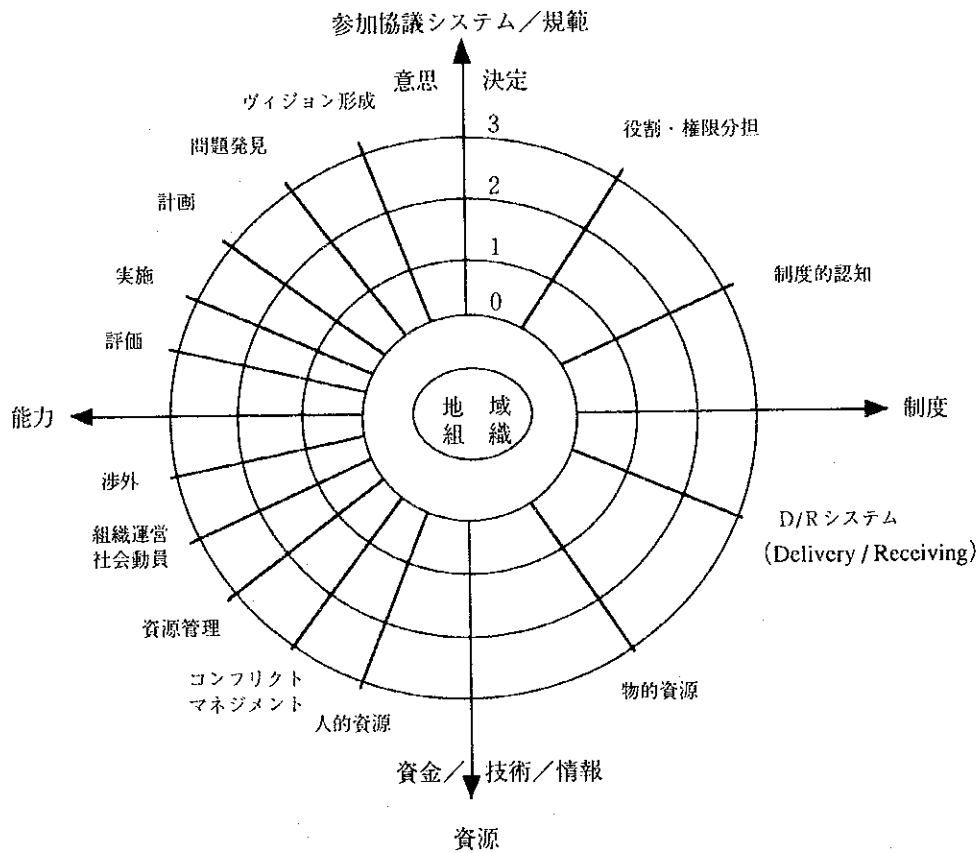 参加協議システム／規範
意思 決定
ヴィジョン形成
3
役割・権限分担
問題発見
2
計画
1
制度的認知
実施
0
評価
地域
組織
能力
制度
渉外
組織運営
社会動員
D/Rシステム
(Delivery / Receiving)
資源管理
コンフリクト
マネジメント
人的資源
物的資源
資金／技術／情報
資源